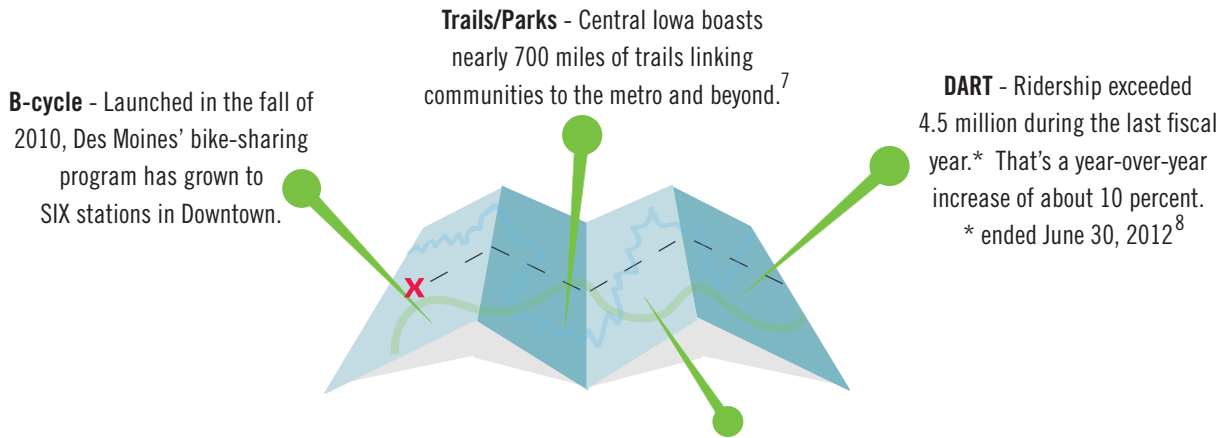 Trails/Parks - Central Iowa boasts
nearly 700 miles of trails linking
communities to the metro and beyond.7
B-cycle - Launched in the fall of
2010, Des Moines' bike-sharing
program has grown to
SIX stations in Downtown.
DART - Ridership exceeded
4.5 million during the last fiscal
year.* That's a year-over-year
increase of about 10 percent.
* ended June 30, 20128
X